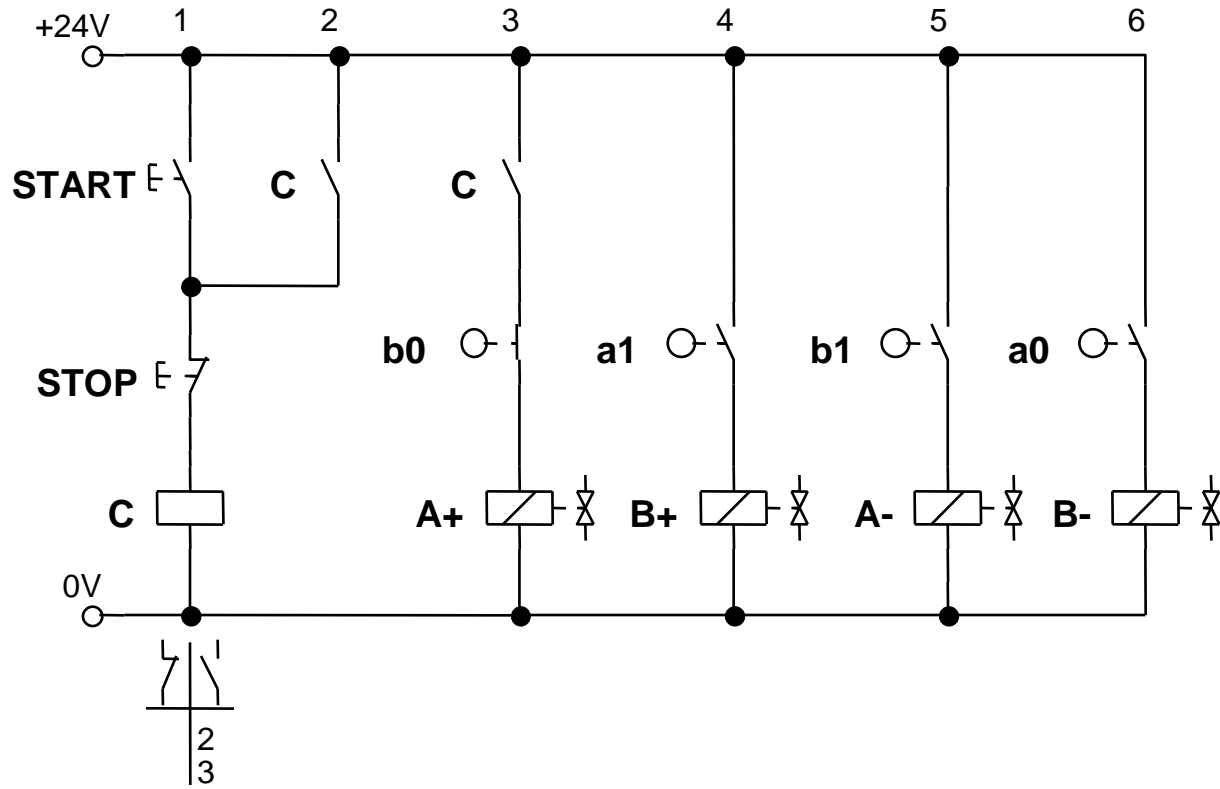 +24V 1 2 3 4 5 6
START C C
b0 a1 b1 a0
STOP
C A+ B+ A- B-
0V
2
3